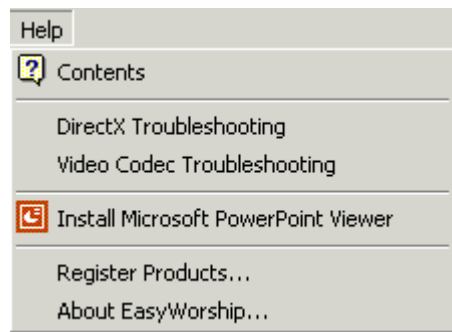 Help
Contents
DirectX Troubleshooting
Video Codec Troubleshooting
Install Microsoft PowerPoint Viewer
Register Products...
About EasyWorship...